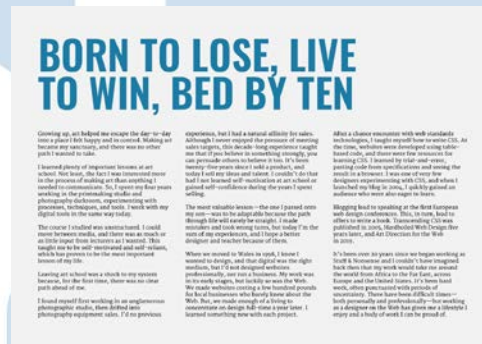 BORN TO LOSE, LIVE
TO WIN, BED BY TEN
Growing up, art helped me escape the day-to-day
into a place I felt happy and in control. Making art
became my sanctuary, and there was no other
path I wanted to take.
I learned plenty of important lessons at art
school. Not least, the fact I was interested more
in the process of making art than anything I
needed to communicate. So, I spent my four years
working in the printmaking studio and
photography darkroom, experimenting with
processes, techniques, and tools. I work with my
digital tools in the same way today.
The course I studied was unstructured. I could
move between media, and there was as much or
as little input from lecturers as I wanted. This
taught me to be self-motivated and self-reliant,
which has proven to be the most important
lesson of my life.
Leaving art school was a shock to my system
because, for the first time, there was no clear
path ahead of me.
I found myself first working in an unglamorous
photographic studio, then drifted into
photography equipment sales. I'd no previous
experience, but I had a natural affinity for sales.
Although I never enjoyed the pressure of meeting
sales targets, this decade-long experience taught
me that if you believe in something strongly, you
can persuade others to believe in it too. It's been
twenty-five years since I sold a product, and
today I sell my ideas and talent. I couldn't do that
had I not learned self-motivation at art school or
gained self-confidence during the years I spent
selling.
The most valuable lesson—the one I passed onto
my son—was to be adaptable because the path
through life will rarely be straight. I made
mistakes and took wrong turns, but today I'm the
sum of my experiences, and I hope a better
designer and teacher because of them.
When we moved to Wales in 1998, I knew I
wanted to design, and that digital was the right
medium, but I'd not designed websites
professionally, nor run a business. My work was
in its early stages, but luckily so was the Web.
We made websites costing a few hundred pounds
for local businesses who barely knew about the
Web. But, we made enough of a living to
concentrate on design full-time a year later. I
learned something new with each project.
After a chance encounter with web standards
technologies, I taught myself how to write CSS. At
the time, websites were developed using table-
based code, and there were few resources for
learning CSS. I learned by trial-and-error,
pasting code from specifications and seeing the
result in a browser. I was one of very few
designers experimenting with CSS, and when I
launched my blog in 2004, I quickly gained an
audience who were also eager to learn.
Blogging lead to speaking at the first European
web design conferences. This, in turn, lead to
offers to write a book. Transcending CSS was
published in 2006, Hardboiled Web Design five
years later, and Art Direction for the Web
in 2019.
It's been over 20 years since we began working as
Stuff & Nonsense and I couldn't have imagined
back then that my work would take me around
the world from Africa to the Far East, across
Europe and the United States. It's been hard
work, often punctuated with periods of
uncertainty. There have been difficult times—
both personally and professionally—but working
as a designer on the Web has given me a lifestyle I
enjoy and a body of work I can be proud of.